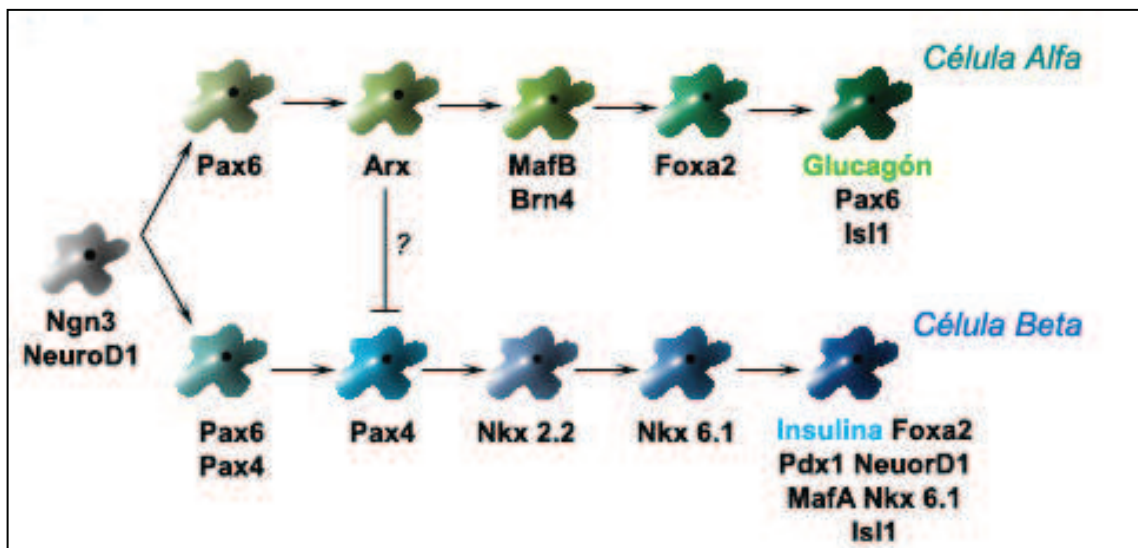 Célula Alfa
Pax6
Arx
MafB
Brn4
Foxa2
Glucagón
Pax6
Isl1
?
Ngn3
NeuroD1
Célula Beta
Pax6
Pax4
Pax4
Nkx 2.2
Nkx 6.1
Insulina Foxa2
Pdx1 NeuorD1
MafA Nkx 6.1
Isl1